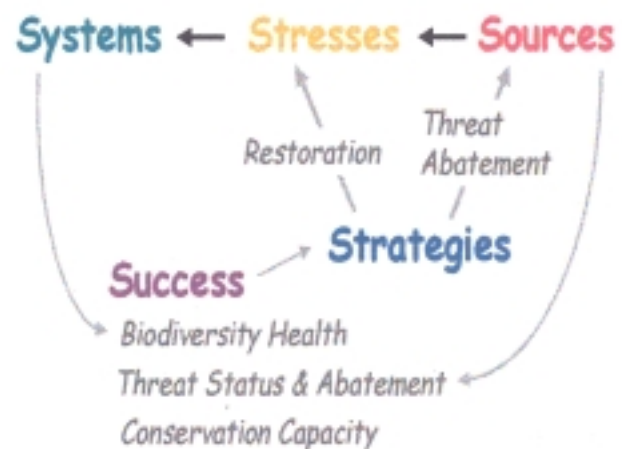 Systems Stresses Sources
Threat
Restoration Abatement
Strategies
Success
Biodiversity Health
Threat Status & Abatement
Conservation Capacity